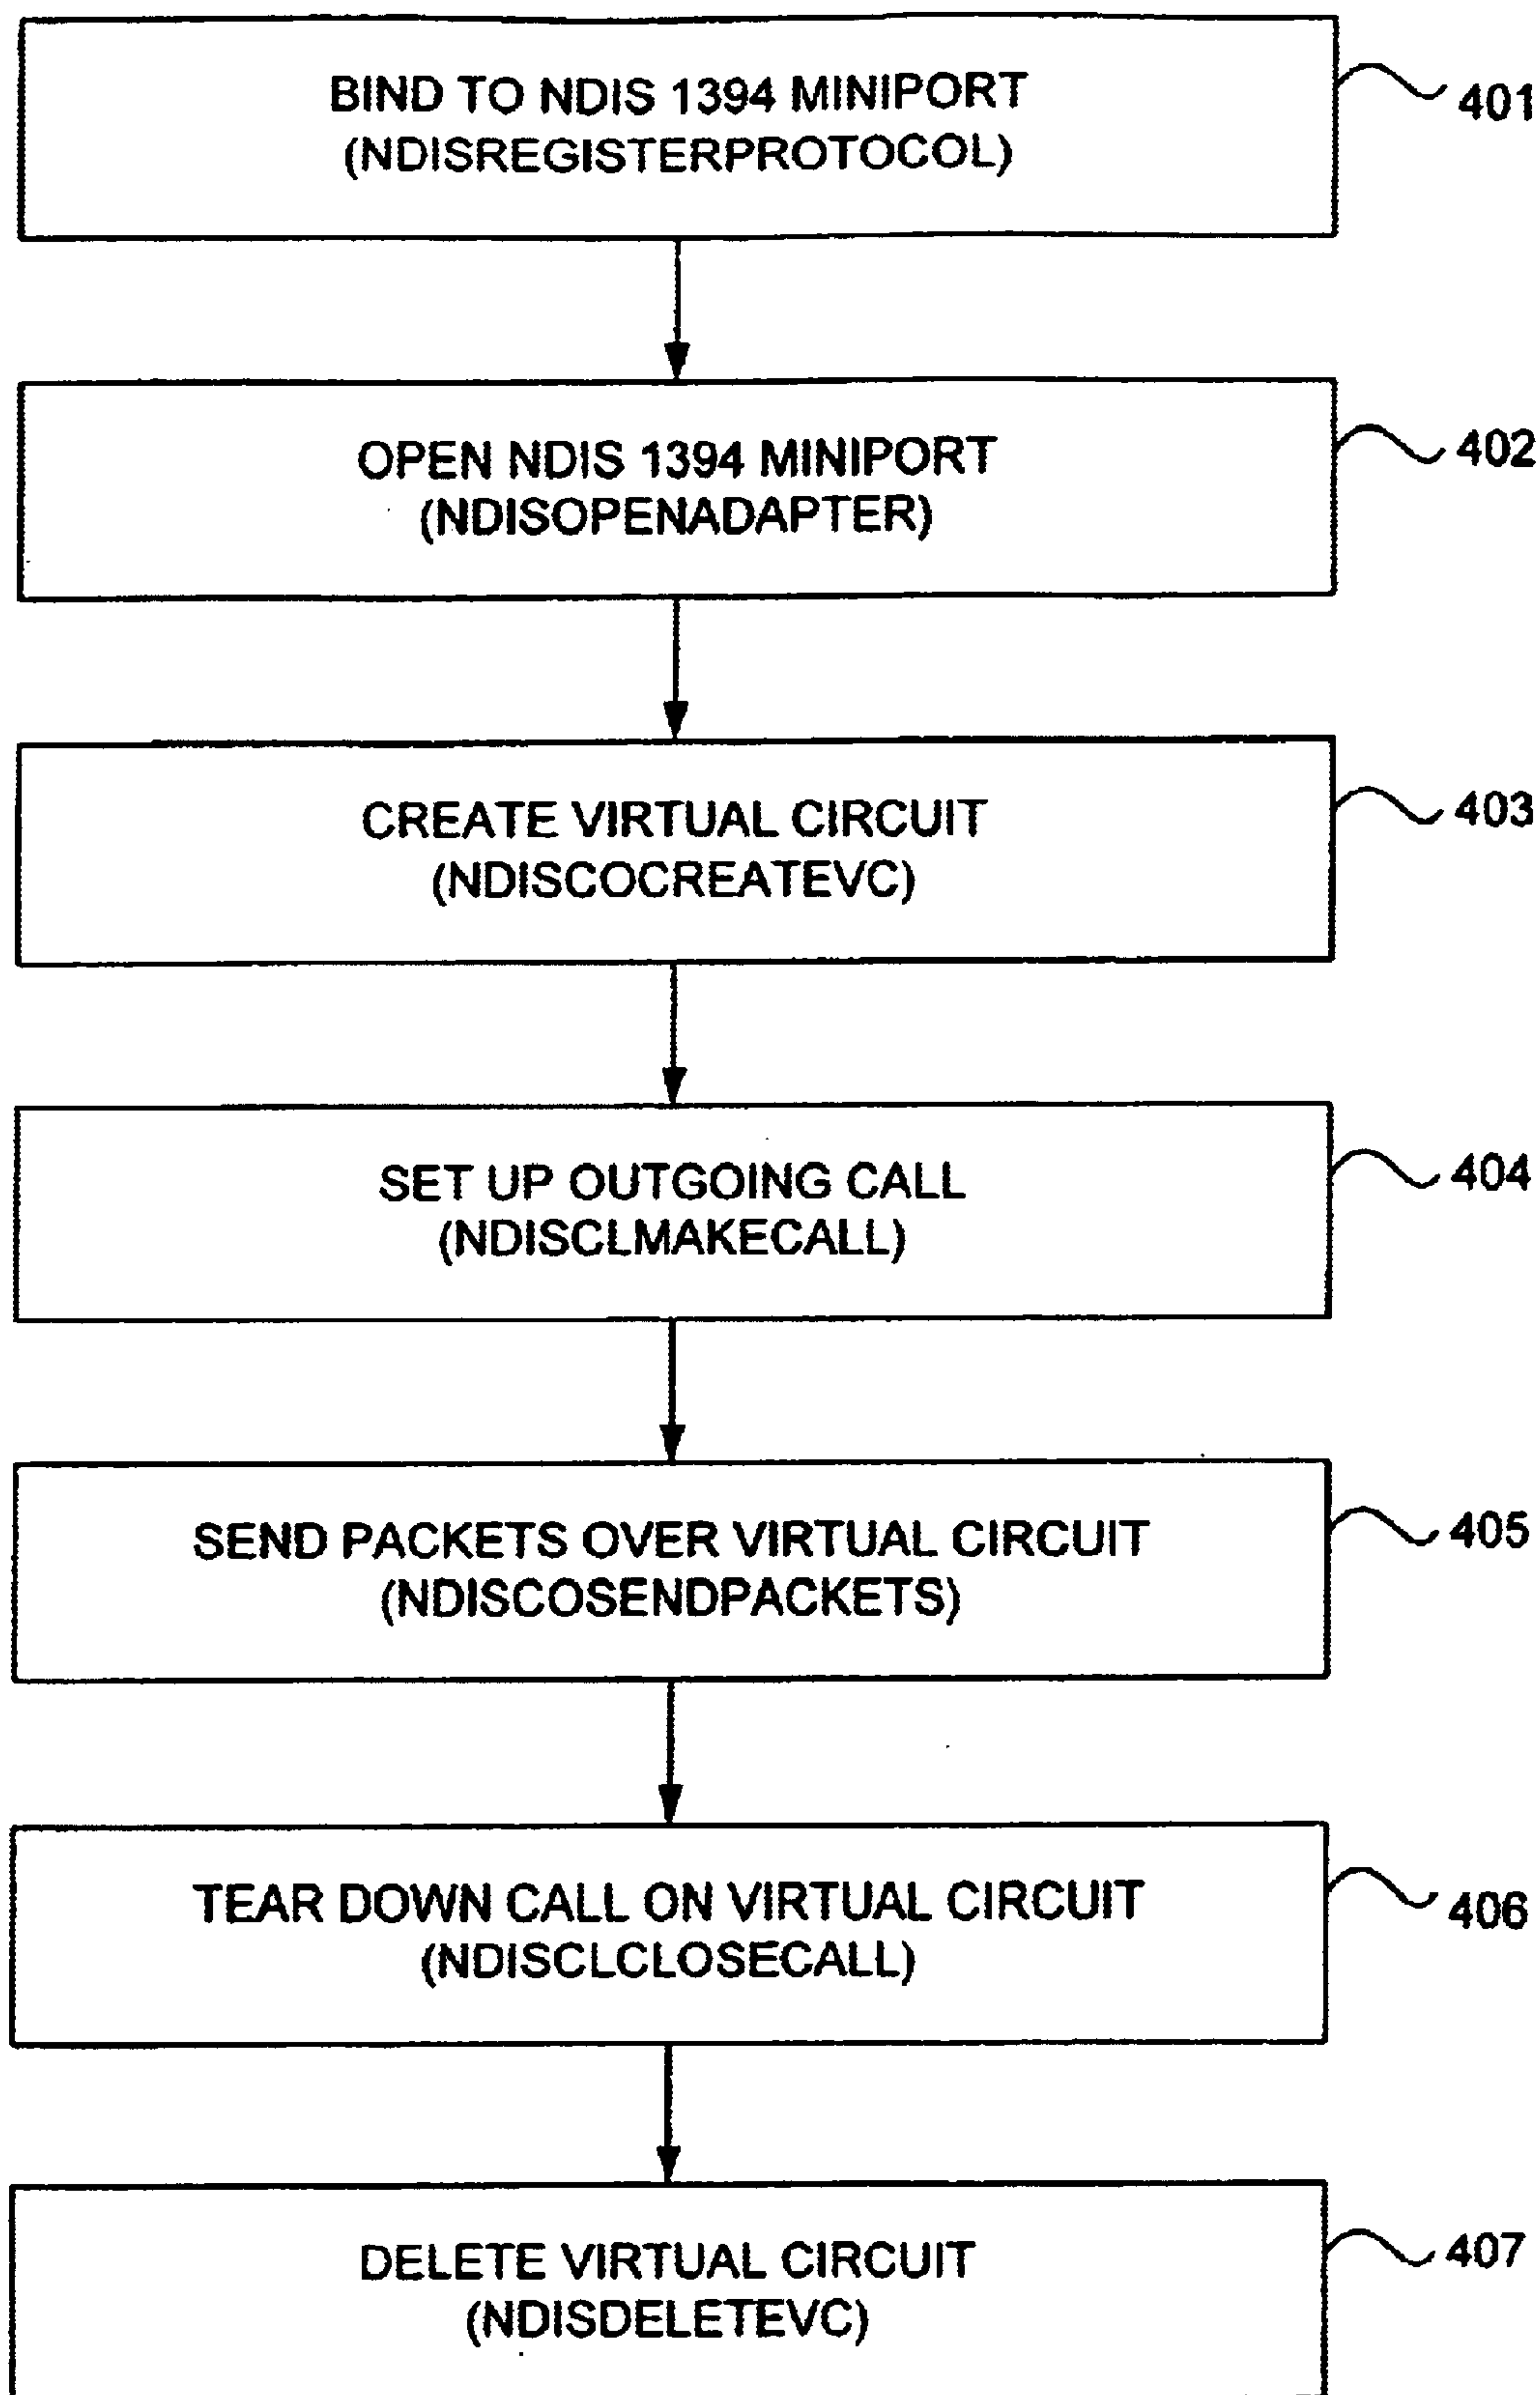 BIND TO NDIS 1394 MINIPORT
(NDISREGISTERPROTOCOL)
401
OPEN NDIS 1394 MINIPORT
(NDISOPENADAPTER)
402
CREATE VIRTUAL CIRCUIT
(NDISCOCREATEVC)
403
SET UP OUTGOING CALL
(NDISCLMAKECALL)
404
SEND PACKETS OVER VIRTUAL CIRCUIT
(NDISCOSENDPACKETS)
405
TEAR DOWN CALL ON VIRTUAL CIRCUIT
(NDISCLCLOSECALL)
406
DELETE VIRTUAL CIRCUIT
(NDISDELETEVC)
407